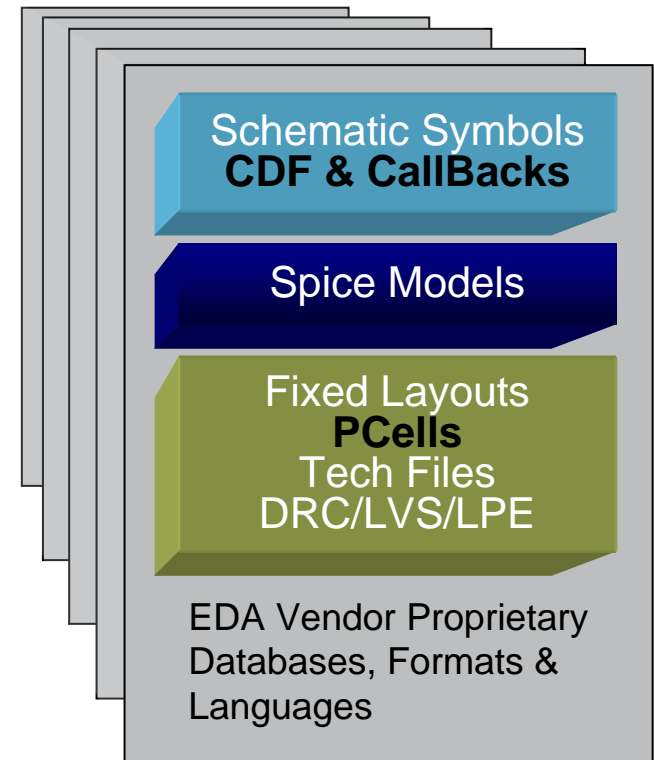 Schematic Symbols
CDF & CallBacks
Spice Models
Fixed Layouts
PCells
Tech Files
DRC/LVS/LPE
EDA Vendor Proprietary
Databases, Formats &
Languages